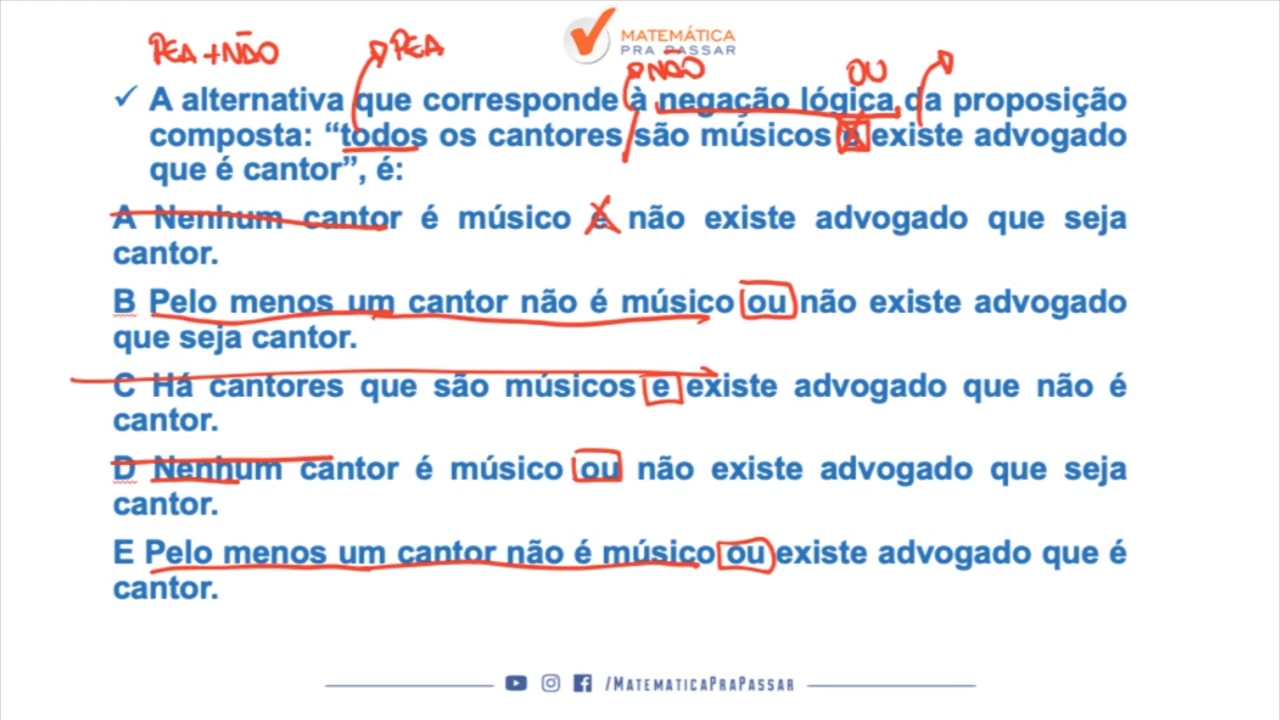 MATEMÁTICA
PRA PASSAR
PEA + NÃO
PEA
NÃO
OU
✓ A alternativa que corresponde à negação lógica da proposição
composta: “todos os cantores são músicos e existe advogado
que é cantor”, é:
A Nenhum cantor é músico e não existe advogado que seja
cantor.
B Pelo menos um cantor não é músico ou não existe advogado
que seja cantor.
C Há cantores que são músicos e existe advogado que não é
cantor.
D Nenhum cantor é músico ou não existe advogado que seja
cantor.
E Pelo menos um cantor não é músico ou existe advogado que é
cantor.
/MATEMATICAPRAPASSAR